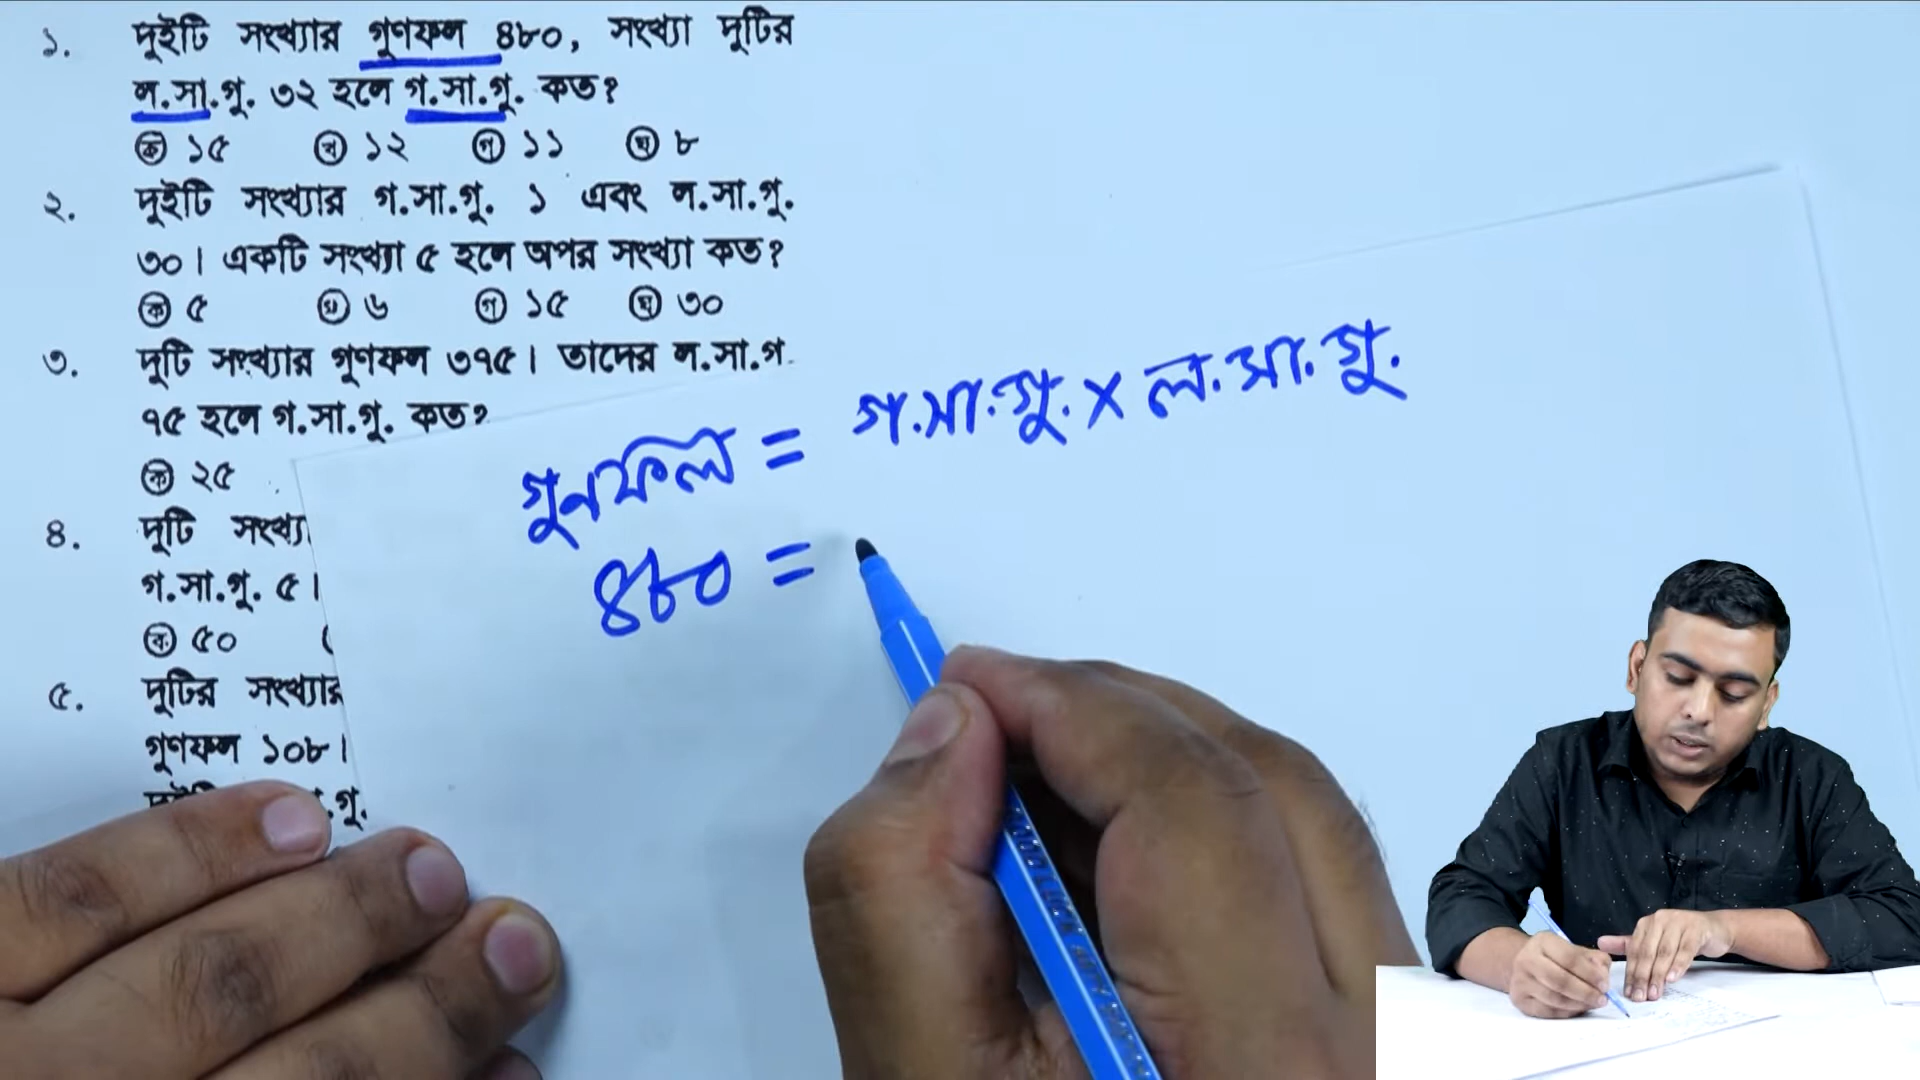 ১. দুইটি সংখ্যার গুণফল ৪৮০, সংখ্যা দুটির
ল.সা.গু. ৩২ হলে গ.সা.গু. কত?
ক ১৫ খ ১২ গ ১১ ঘ ৮
২. দুইটি সংখ্যার গ.সা.গু. ১ এবং ল.সা.গু.
৩০। একটি সংখ্যা ৫ হলে অপর সংখ্যা কত?
ক ৫ খ ৬ গ ১৫ ঘ ৩০
৩. দুটি সংখ্যার গুণফল ৩৭৫। তাদের ল.সা.গ
৭৫ হলে গ.সা.গু. কত?
ক ২৫
৪. দুটি সংখ্যা
গ.সা.গু. ৫।
ক ৫০
৫. দুটির সংখ্যার
গুণফল ১০৮।
.গু.
গুনফল = গ.সা.গু. × ল.সা.গু.
৪৮০ =